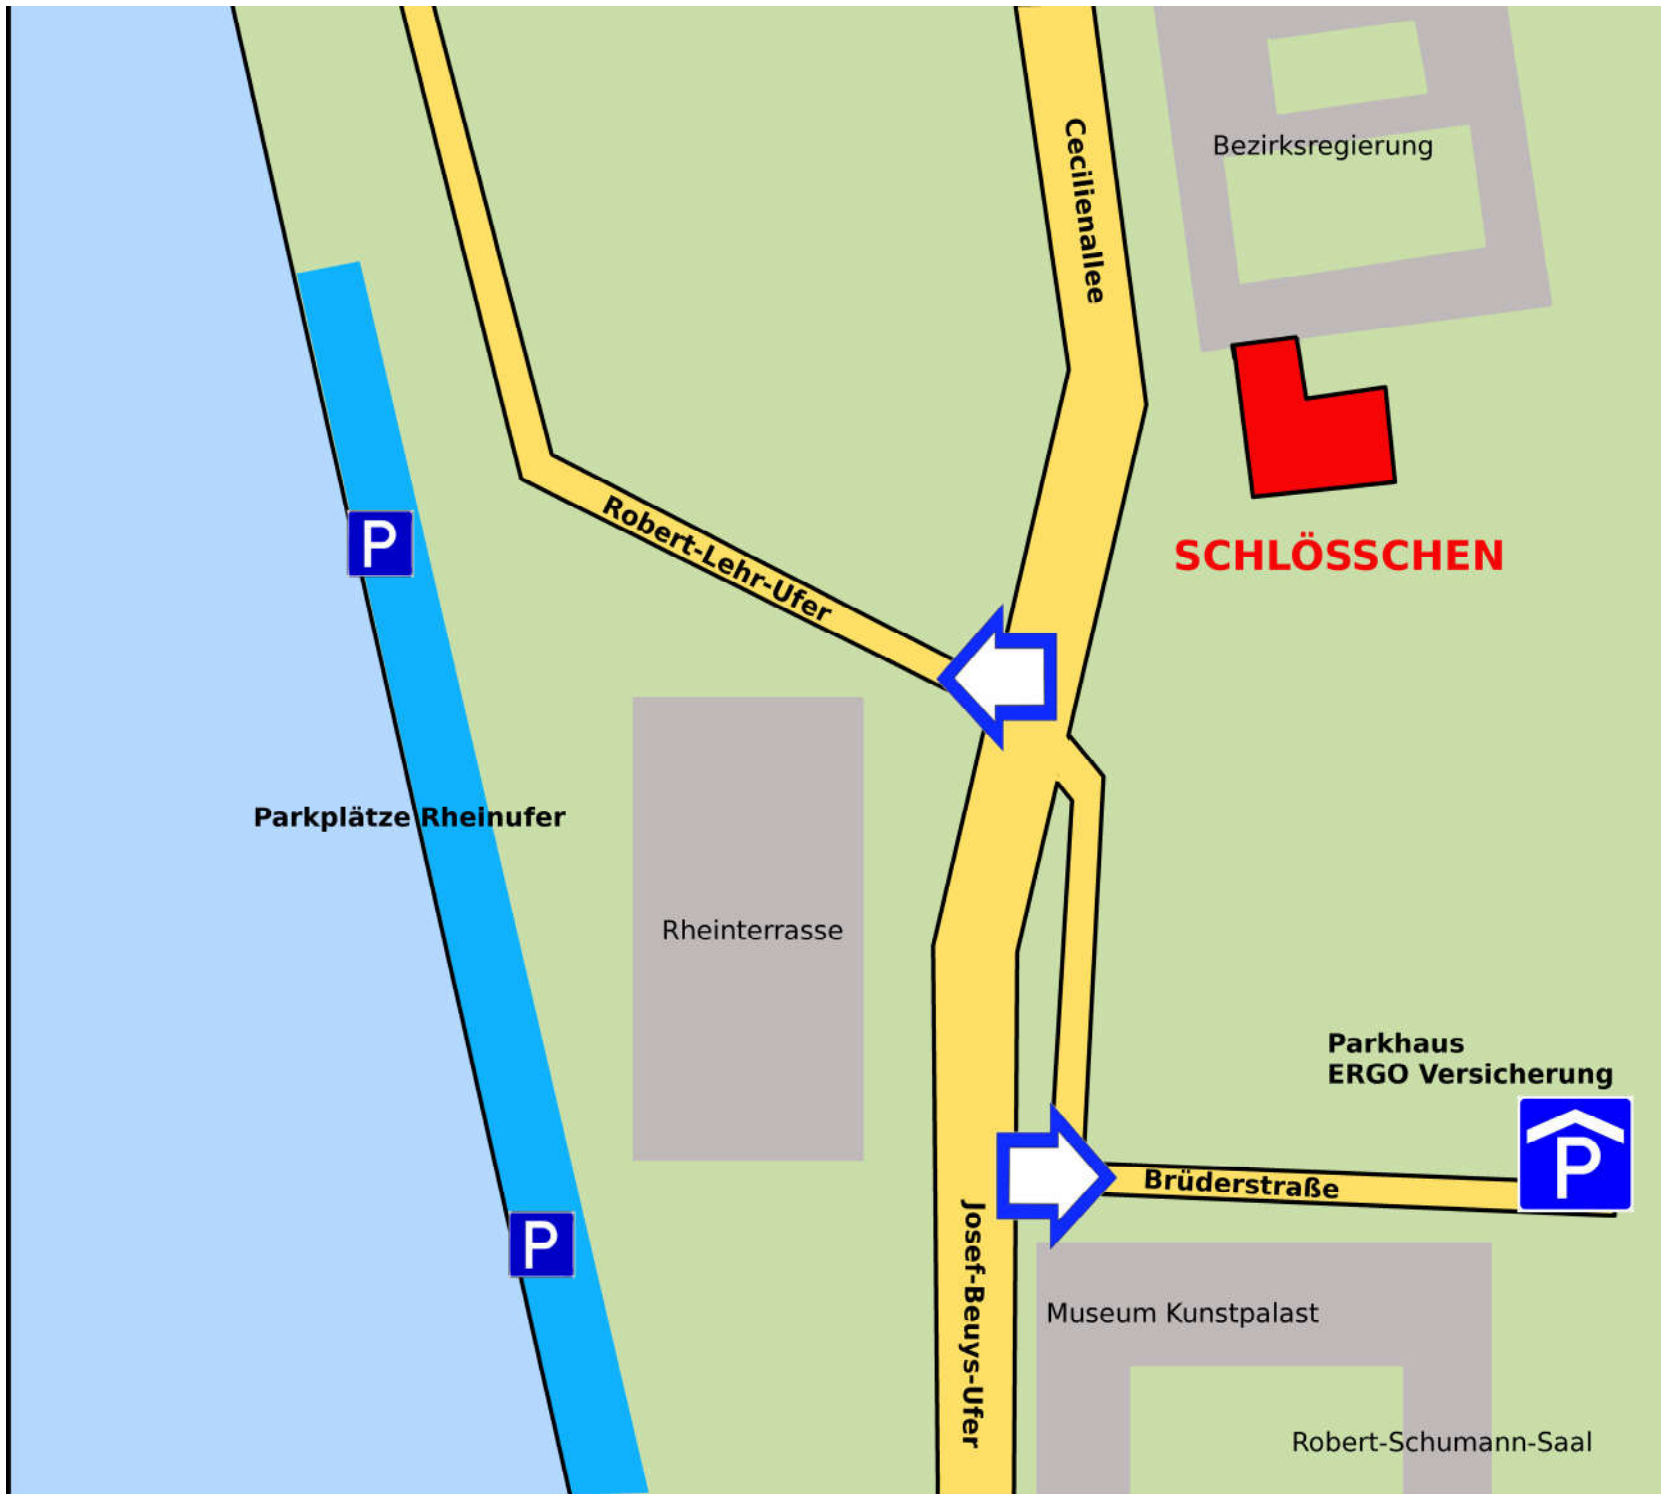 Cecilienallee
Bezirksregierung
Robert-Lehr-Ufer
P
SCHLÖSSCHEN
Parkplätze Rheinufer
Rheinterrasse
Parkhaus
ERGO Versicherung
P
Brüderstraße
P
Josef-Beuys-Ufer
Museum Kunstpalast
Robert-Schumann-Saal